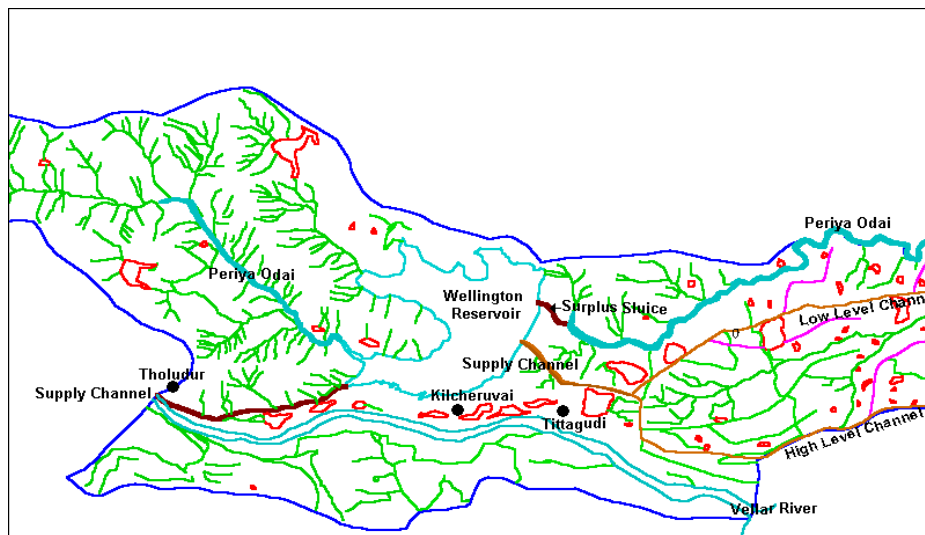 Periya Odai
Periya Odai
Wellington
Reservoir
Surplus Sluice
Low Level Chann
Supply Channel
Tholudur
Supply Channel
Kilcheruvai
Tittagudi
High Level Channel
Vellar River